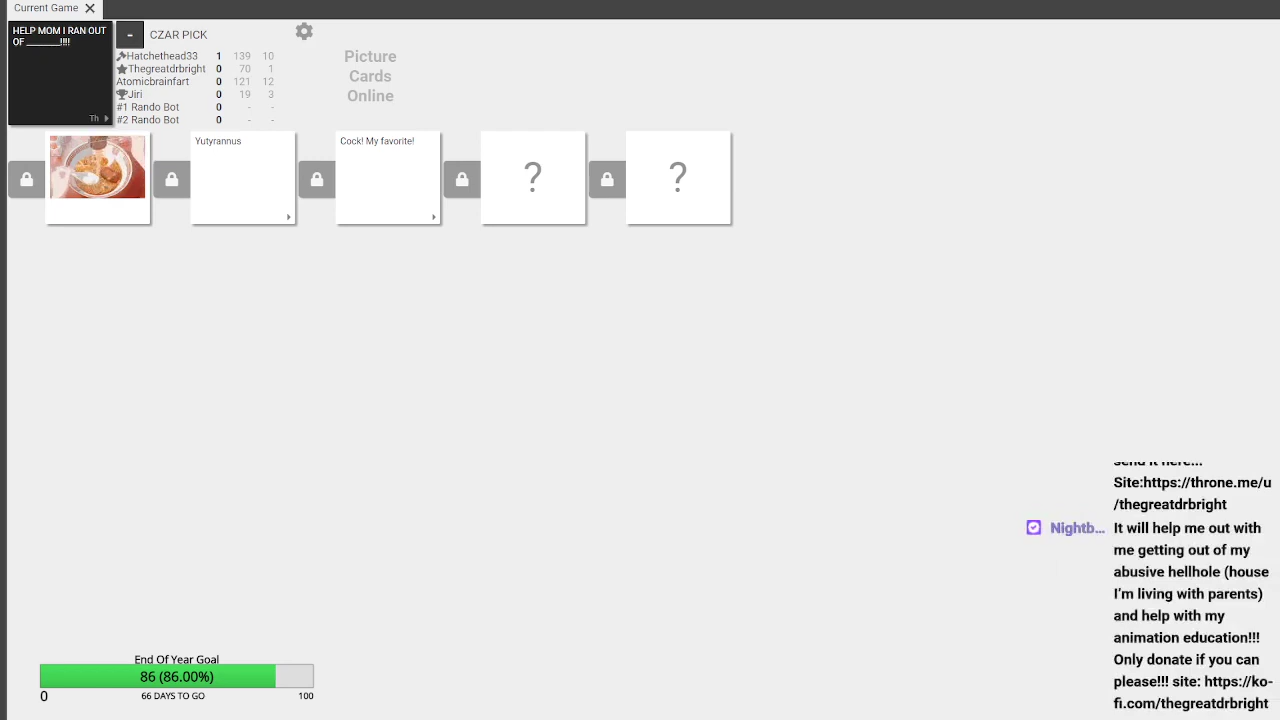 Current Game
HELP MOM I RAN OUT
OF ______!!!!
Th
-
CZAR PICK
Hatchethead33 1 139 10
Thegreatdrbright 0 70 1
Atomicbrainfart 0 121 12
Jiri 0 19 3
#1 Rando Bot 0 - -
#2 Rando Bot 0 - -
Picture
Cards
Online
Yutyrannus
Cock! My favorite!
?
?
send it here...
Site:https://throne.me/u
/thegreatdrbright
Nightb... It will help me out with
me getting out of my
abusive hellhole (house
I'm living with parents)
and help with my
animation education!!!
Only donate if you can
please!!! site: https://ko-
fi.com/thegreatdrbright
End Of Year Goal
86 (86.00%)
0 66 DAYS TO GO 100